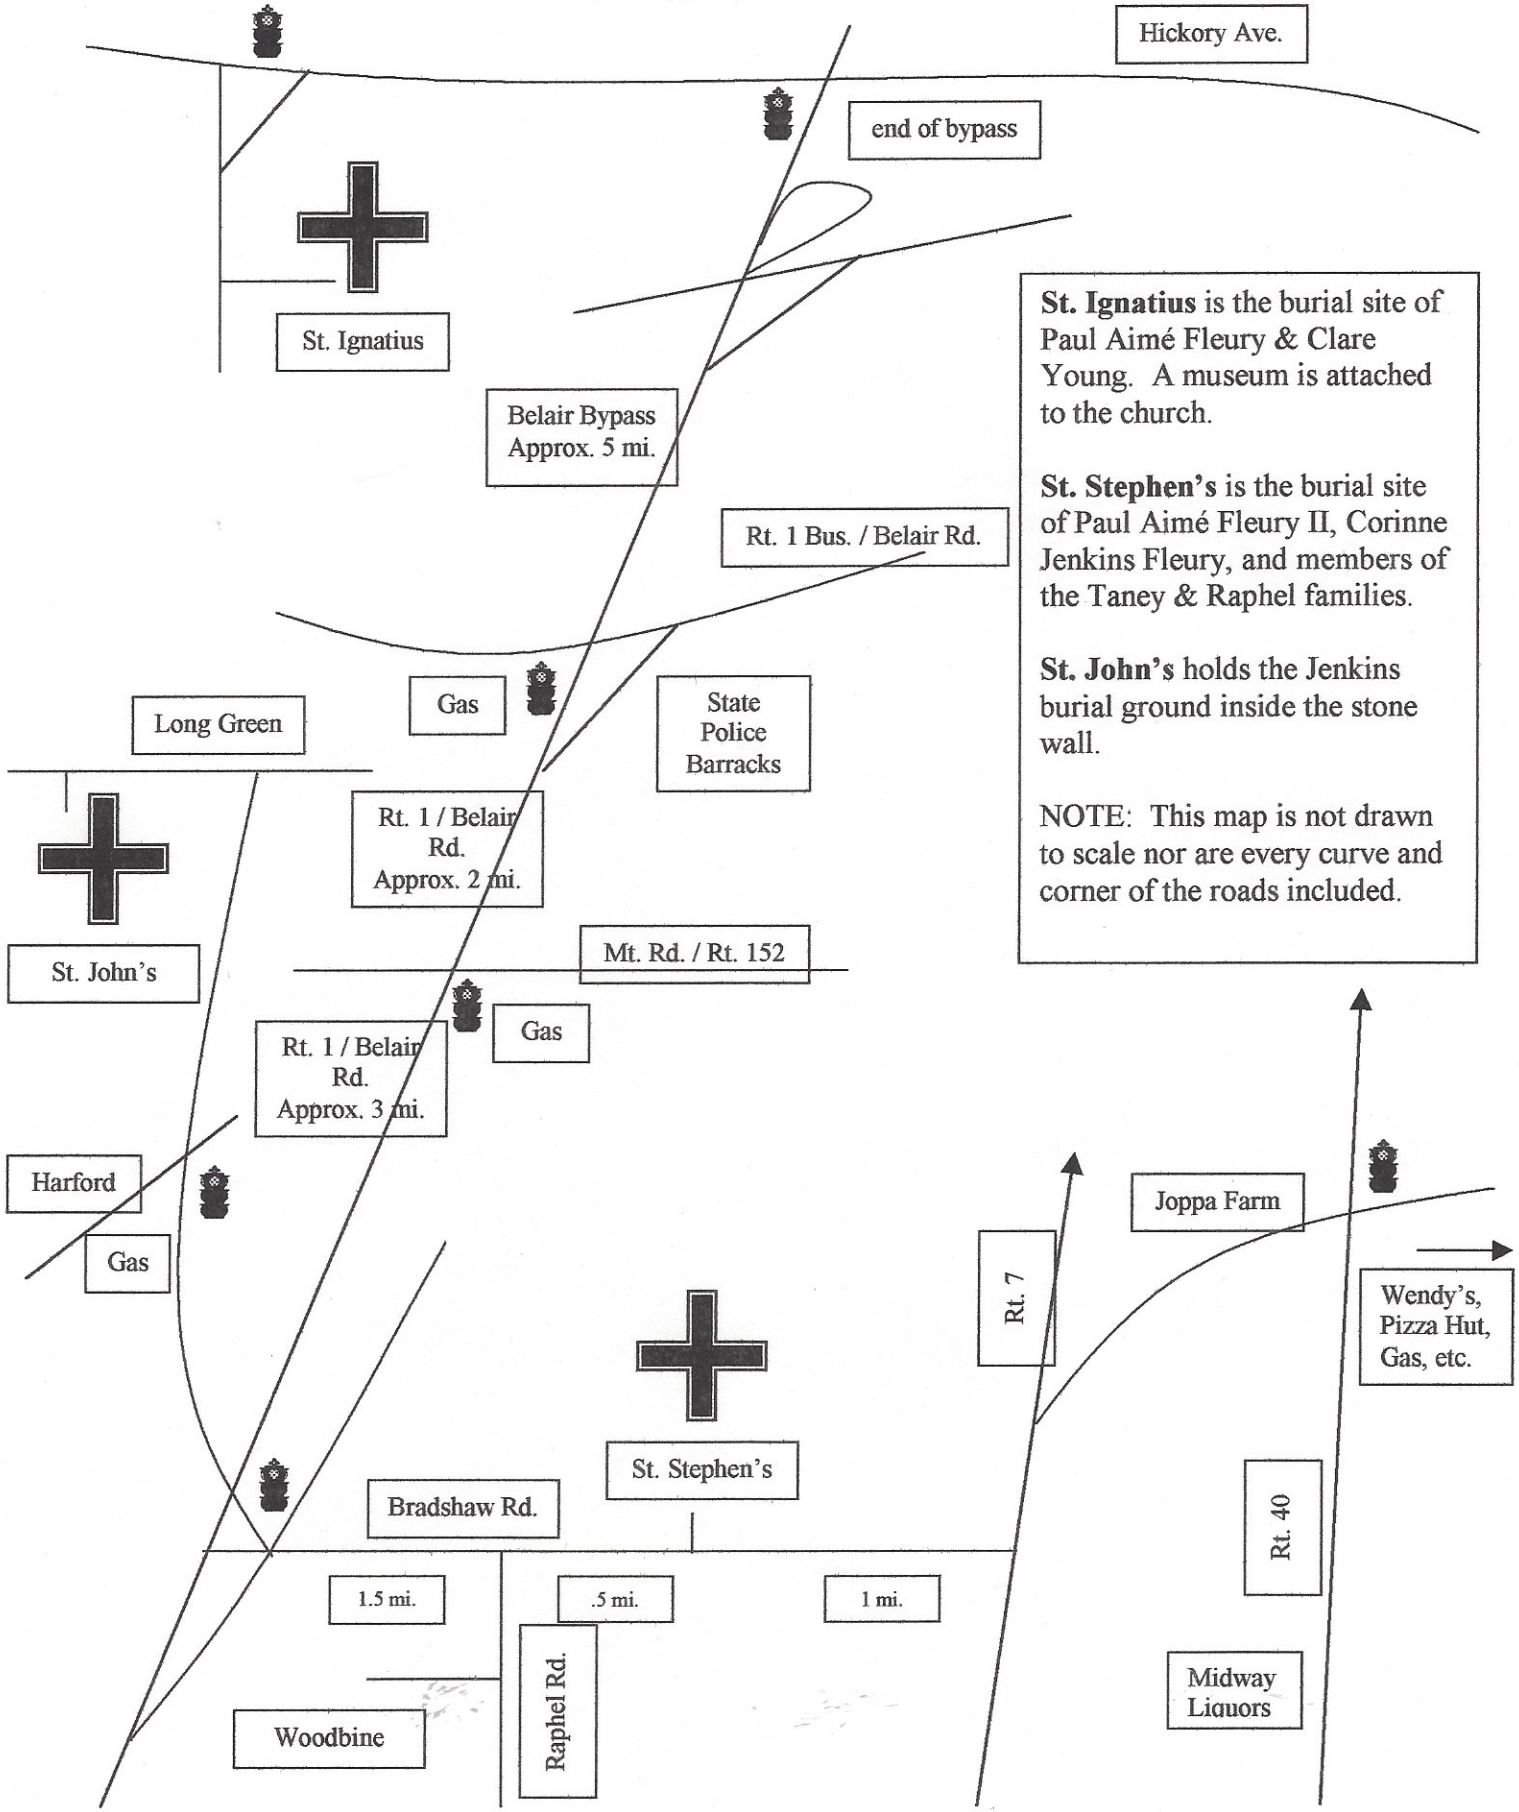 Hickory Ave.
end of bypass
St. Ignatius
Belair Bypass
Approx. 5 mi.
St. Ignatius is the burial site of
Paul Aimé Fleury & Clare
Young. A museum is attached
to the church.
St. Stephen's is the burial site
of Paul Aimé Fleury II, Corinne
Jenkins Fleury, and members of
the Taney & Raphel families.
St. John's holds the Jenkins
burial ground inside the stone
wall.
NOTE: This map is not drawn
to scale nor are every curve and
corner of the roads included.
Rt. 1 Bus. / Belair Rd.
Gas
State
Police
Barracks
Long Green
Rt. 1 / Belair
Rd.
Approx. 2 mi.
St. John's
Mt. Rd. / Rt. 152
Gas
Rt. 1 / Belair
Rd.
Approx. 3 mi.
Harford
Gas
Joppa Farm
Rt. 7
Wendy's,
Pizza Hut,
Gas, etc.
St. Stephen's
Bradshaw Rd.
Rt. 40
1.5 mi.
.5 mi.
1 mi.
Raphel Rd.
Woodbine
Midway
Liquors